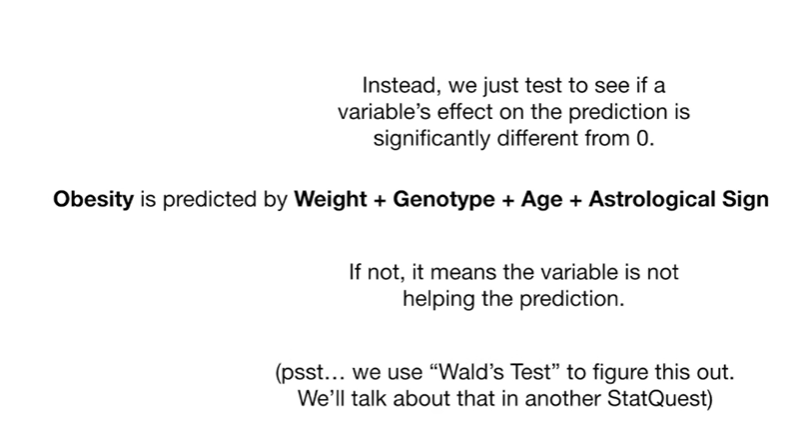 Instead, we just test to see if a
variable's effect on the prediction is
significantly different from 0.
Obesity is predicted by Weight + Genotype + Age + Astrological Sign
If not, it means the variable is not
helping the prediction.
(psst… we use “Wald’s Test” to figure this out.
We’ll talk about that in another StatQuest)